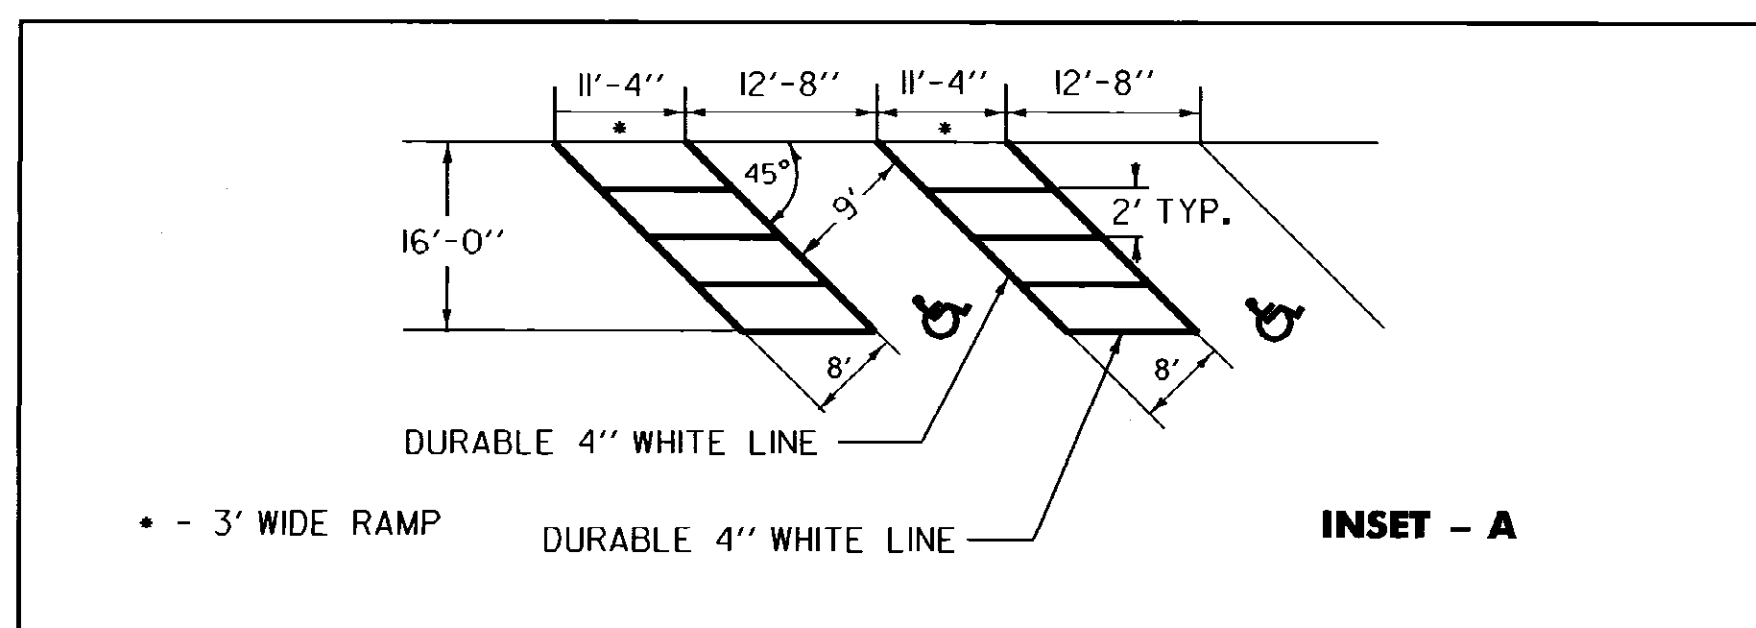 11'-4" 12'-8" 11'-4" 12'-8"
* *
45°
9'
2' TYP.
16'-0"
8' 8'
DURABLE 4" WHITE LINE
* - 3' WIDE RAMP
DURABLE 4" WHITE LINE
INSET – A